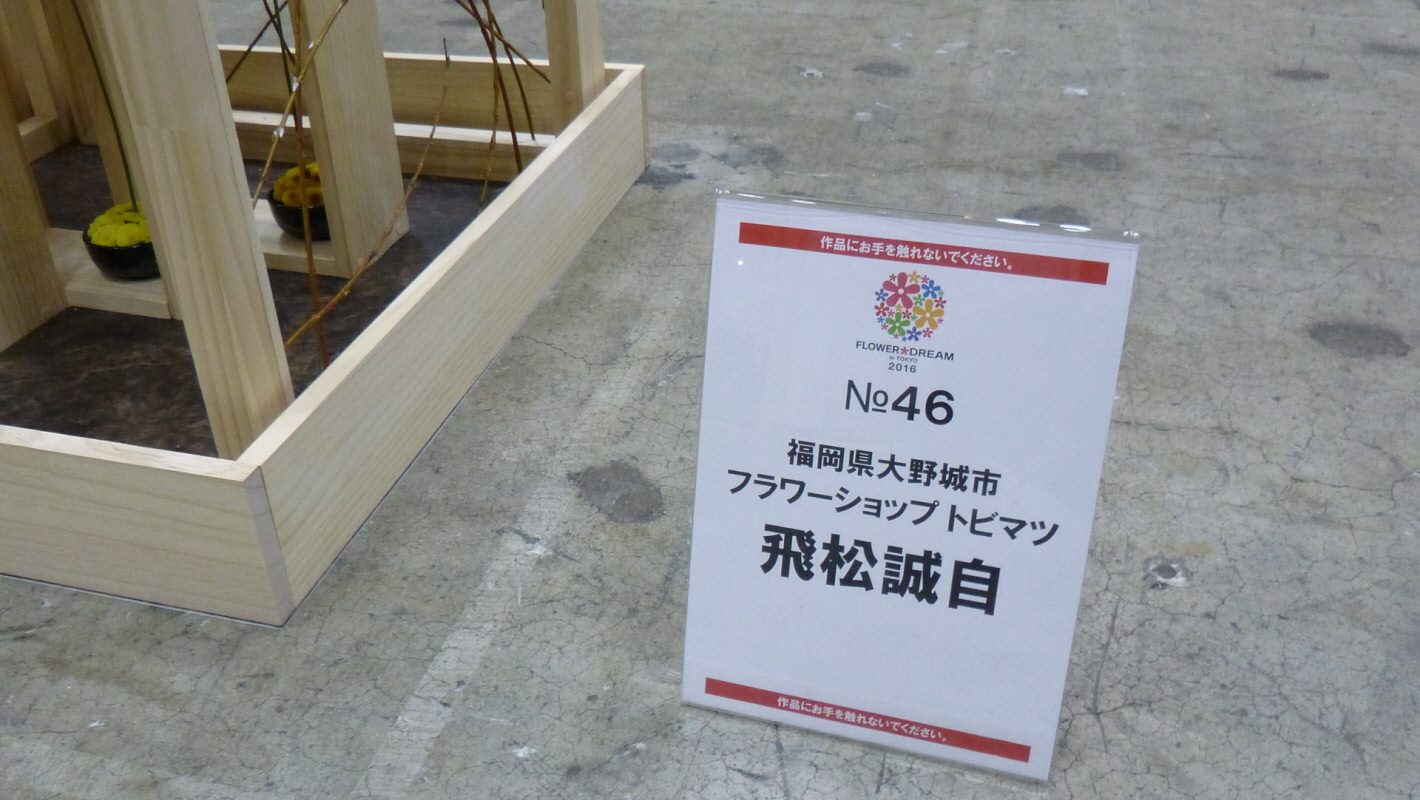 作品にお手を触れないでください。
FLOWER★DREAM
in TOKYO
2016
№46
福岡県大野城市
フラワーショップ トビマツ
飛松誠自
作品にお手を触れないでください。